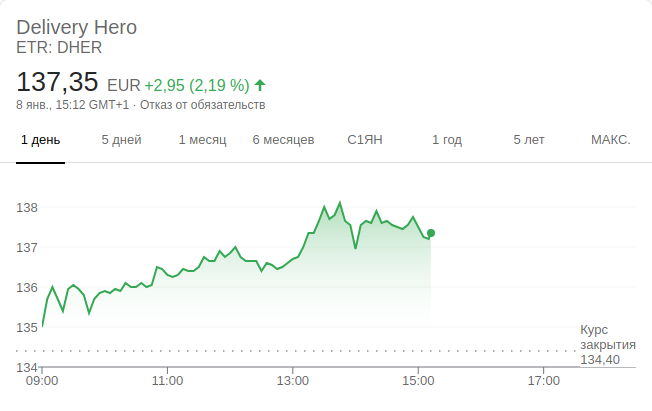 Delivery Hero
ETR: DHER
137,35 EUR +2,95 (2,19 %)
8 янв., 15:12 GMT+1 · Отказ от обязательств
1 день 5 дней 1 месяц 6 месяцев С1ЯН 1 год 5 лет МАКС.
138
137
136
135
Курс
закрытия
134,40
134
09:00 11:00 13:00 15:00 17:00